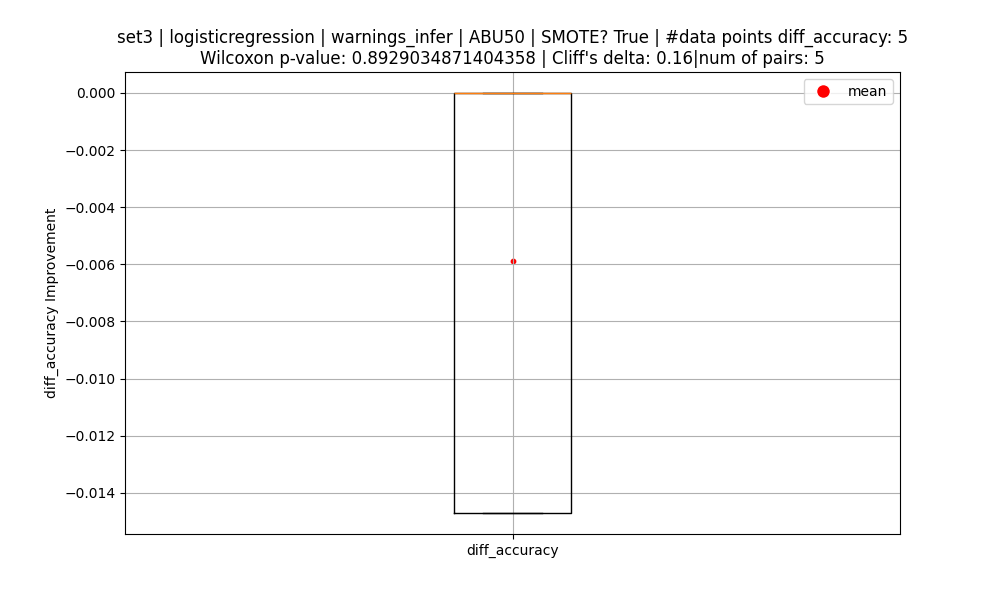 set3 | logisticregression | warnings_infer | ABU50 | SMOTE? True | #data points diff_accuracy: 5
Wilcoxon p-value: 0.8929034871404358 | Cliff's delta: 0.16|num of pairs: 5
mean
0.000
−0.002
−0.004
−0.006
−0.008
−0.010
−0.012
−0.014
diff_accuracy Improvement
diff_accuracy